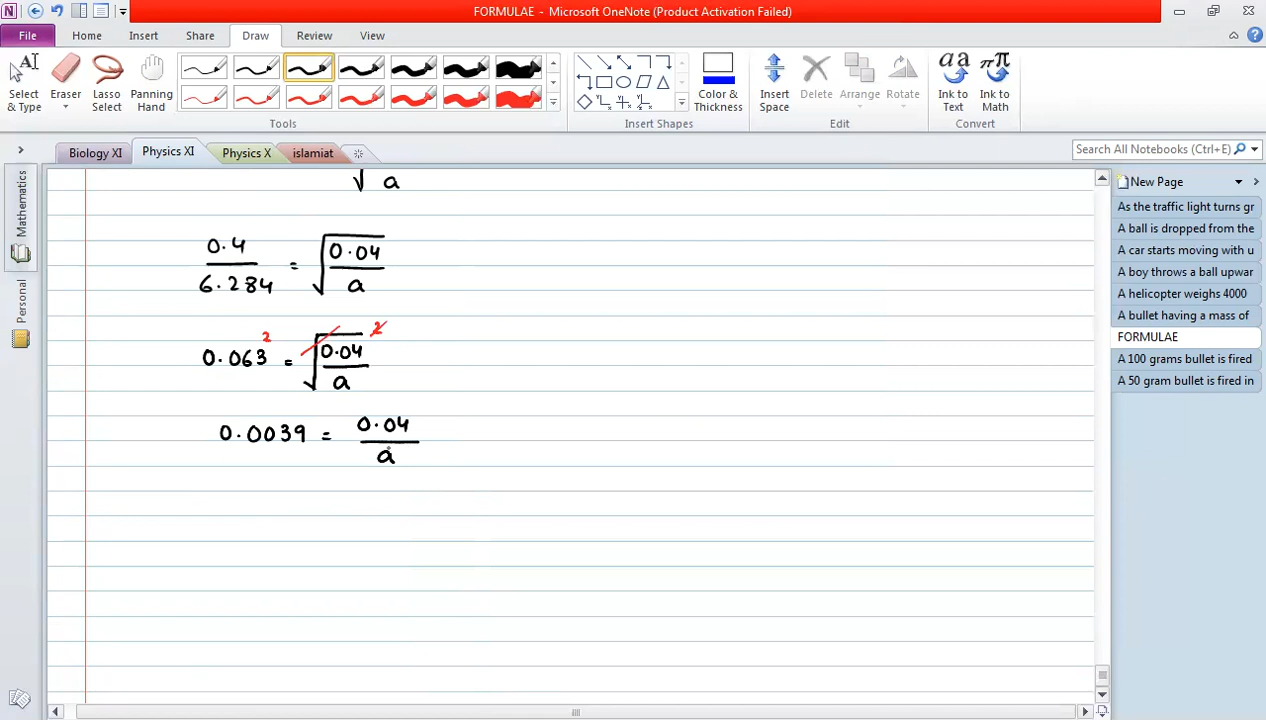 FORMULAE - Microsoft OneNote (Product Activation Failed)
File Home Insert Share Draw Review View
Select & Type
Eraser
Lasso Select
Panning Hand
Color & Thickness
Insert Space
Delete
Arrange
Rotate
Ink to Text
Ink to Math
Tools
Insert Shapes
Edit
Convert
Biology XI Physics XI Physics X islamiat
Search All Notebooks (Ctrl+E)
Mathematics
Personal
New Page
As the traffic light turns gr
A ball is dropped from the
A car starts moving with u
A boy throws a ball upwar
A helicopter weighs 4000
A bullet having a mass of
FORMULAE
A 100 grams bullet is fired
A 50 gram bullet is fired in
√ a
0.4/6.284 = √(0.04/a)
0.063² = √(0.04/a)²
0.0039 = 0.04/a